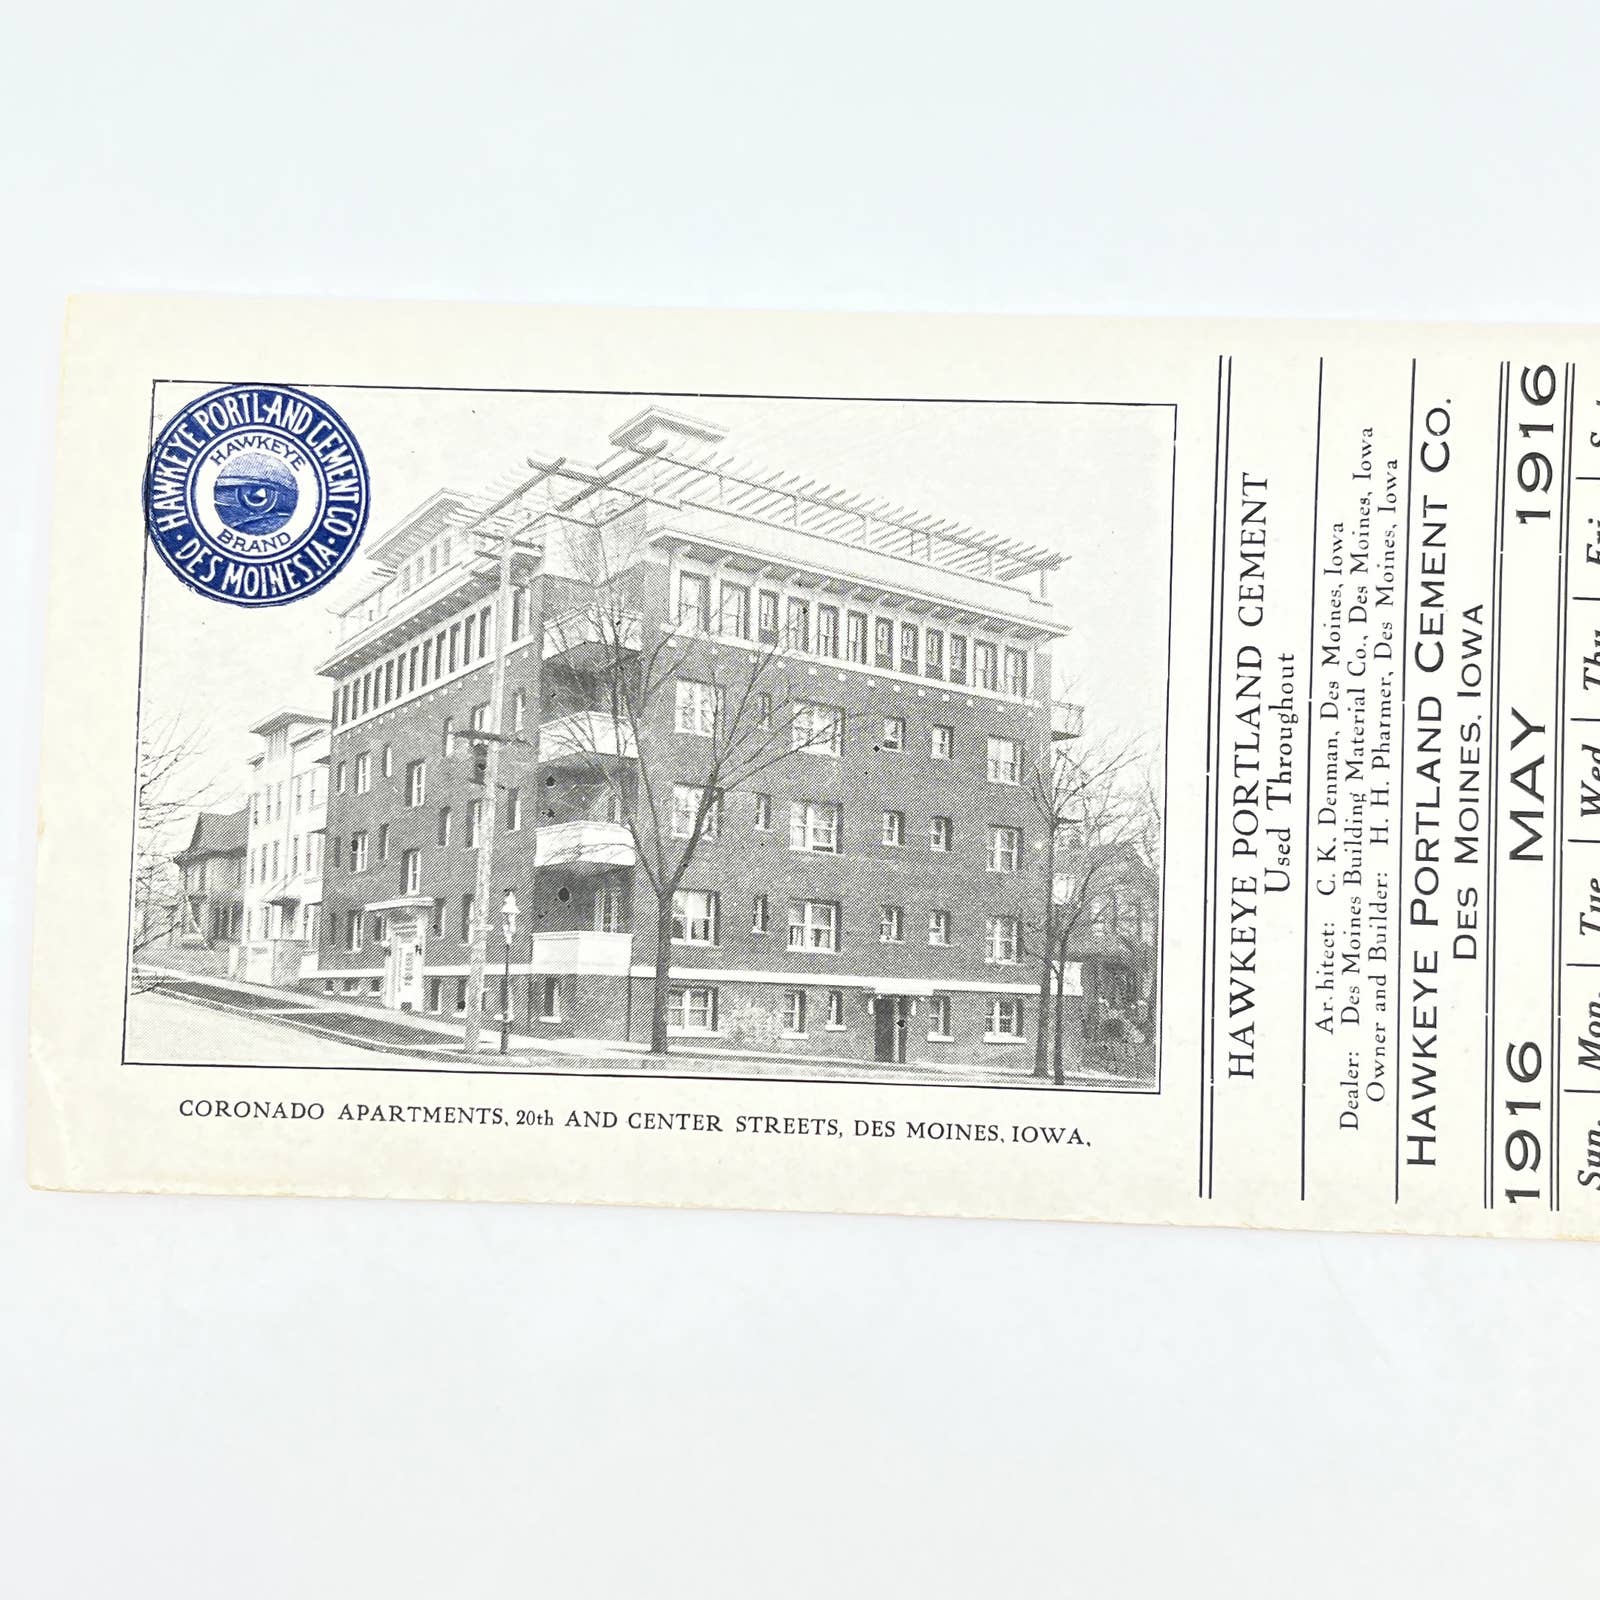 HAWKEYE PORTLAND CEMENT CO.
DES MOINES, IA.
HAWKEYE
BRAND
CORONADO APARTMENTS, 20th AND CENTER STREETS, DES MOINES, IOWA.
HAWKEYE PORTLAND CEMENT
Used Throughout
Ar.hitect: C. K. Denman, Des Moines, Iowa
Dealer: Des Moines Building Material Co., Des Moines, Iowa
Owner and Builder: H. H. Pharmer, Des Moines, Iowa
HAWKEYE PORTLAND CEMENT CO.
DES MOINES, IOWA
1916 MAY 1916
Sun. Mon. Tue Wed Thu Fri